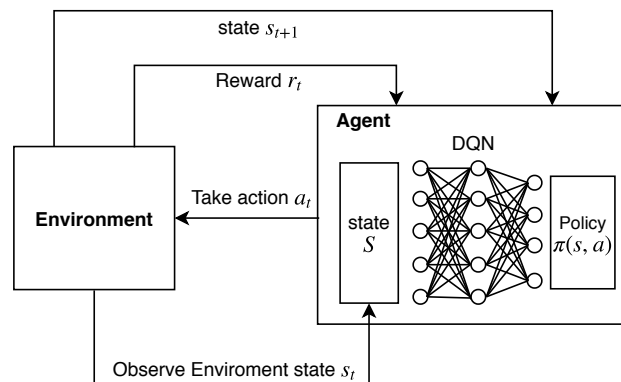 state s_{t+1}
Reward r_t
Agent
DQN
Environment
Take action a_t
state
S
Policy
π(s, a)
Observe Enviroment state s_t